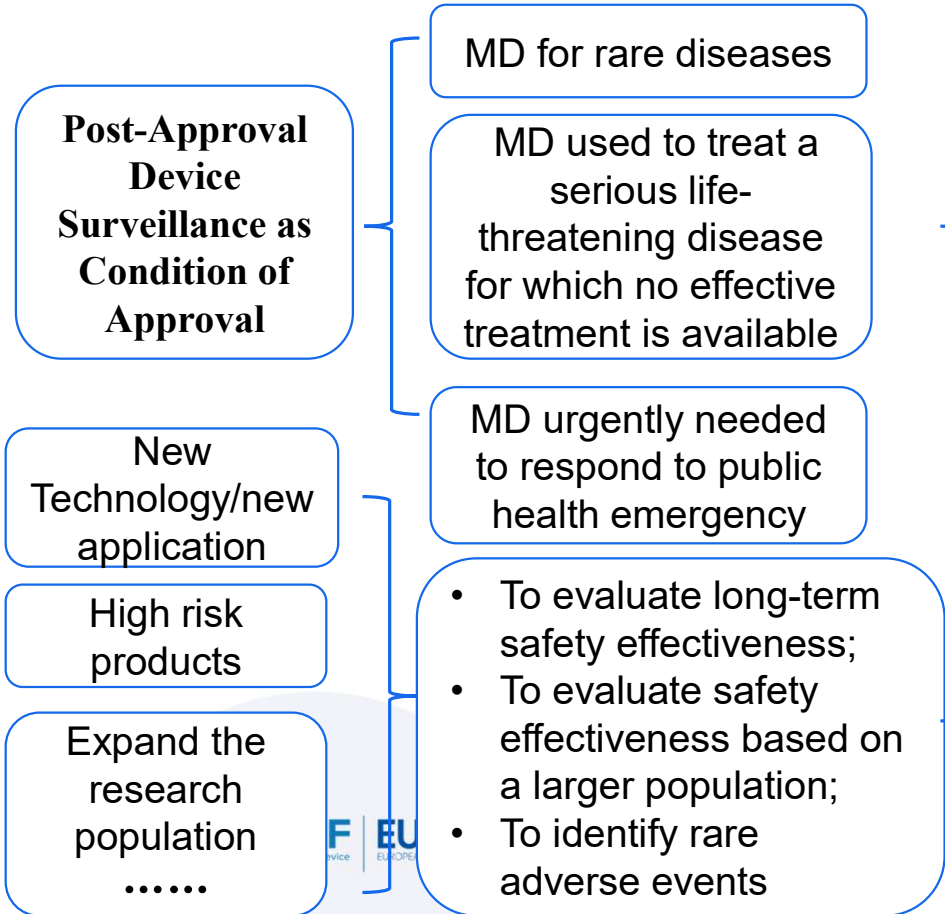 Post-Approval
Device
Surveillance as
Condition of
Approval
MD for rare diseases
MD used to treat a
serious life-
threatening disease
for which no effective
treatment is available
MD urgently needed
to respond to public
health emergency
New
Technology/new
application
High risk
products
Expand the
research
population
……
• To evaluate long-term
safety effectiveness;
• To evaluate safety
effectiveness based on
a larger population;
• To identify rare
adverse events
F EU